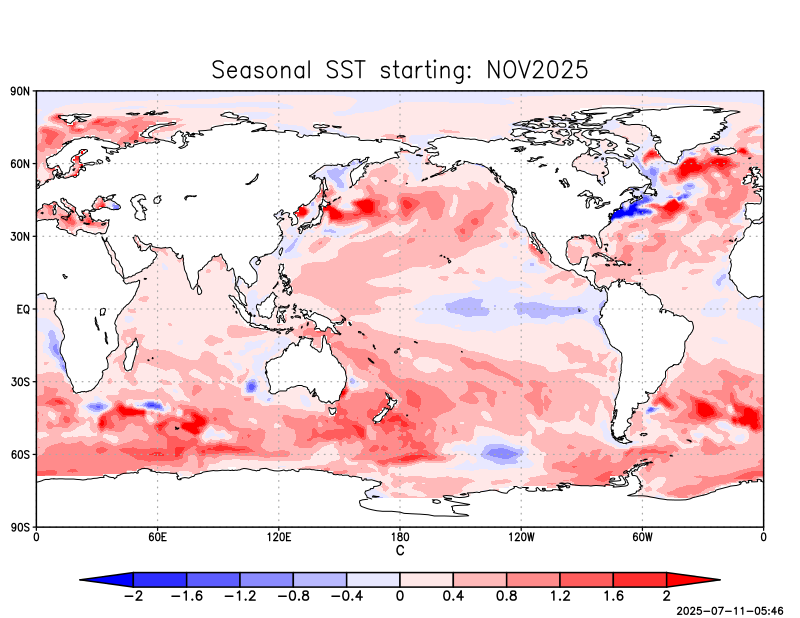 Seasonal SST starting: NOV2025
90N
60N
30N
EQ
30S
60S
90S
0 60E 120E 180 120W 60W 0
C
-2 -1.6 -1.2 -0.8 -0.4 0 0.4 0.8 1.2 1.6 2
2025-07-11-05:46